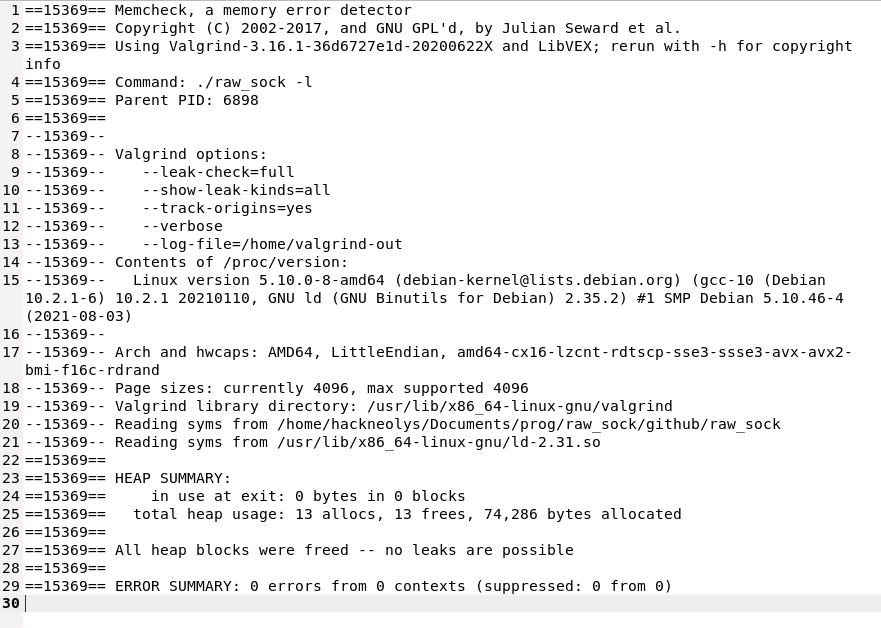 1 ==15369== Memcheck, a memory error detector
2 ==15369== Copyright (C) 2002-2017, and GNU GPL'd, by Julian Seward et al.
3 ==15369== Using Valgrind-3.16.1-36d6727e1d-20200622X and LibVEX; rerun with -h for copyright
info
4 ==15369== Command: ./raw_sock -l
5 ==15369== Parent PID: 6898
6 ==15369==
7 --15369--
8 --15369-- Valgrind options:
9 --15369--    --leak-check=full
10 --15369--    --show-leak-kinds=all
11 --15369--    --track-origins=yes
12 --15369--    --verbose
13 --15369--    --log-file=/home/valgrind-out
14 --15369-- Contents of /proc/version:
15 --15369--   Linux version 5.10.0-8-amd64 (debian-kernel@lists.debian.org) (gcc-10 (Debian
10.2.1-6) 10.2.1 20210110, GNU ld (GNU Binutils for Debian) 2.35.2) #1 SMP Debian 5.10.46-4
(2021-08-03)
16 --15369--
17 --15369-- Arch and hwcaps: AMD64, LittleEndian, amd64-cx16-lzcnt-rdtscp-sse3-ssse3-avx-avx2-
bmi-f16c-rdrand
18 --15369-- Page sizes: currently 4096, max supported 4096
19 --15369-- Valgrind library directory: /usr/lib/x86_64-linux-gnu/valgrind
20 --15369-- Reading syms from /home/hackneolys/Documents/prog/raw_sock/github/raw_sock
21 --15369-- Reading syms from /usr/lib/x86_64-linux-gnu/ld-2.31.so
22 ==15369==
23 ==15369== HEAP SUMMARY:
24 ==15369==     in use at exit: 0 bytes in 0 blocks
25 ==15369==   total heap usage: 13 allocs, 13 frees, 74,286 bytes allocated
26 ==15369==
27 ==15369== All heap blocks were freed -- no leaks are possible
28 ==15369==
29 ==15369== ERROR SUMMARY: 0 errors from 0 contexts (suppressed: 0 from 0)
30